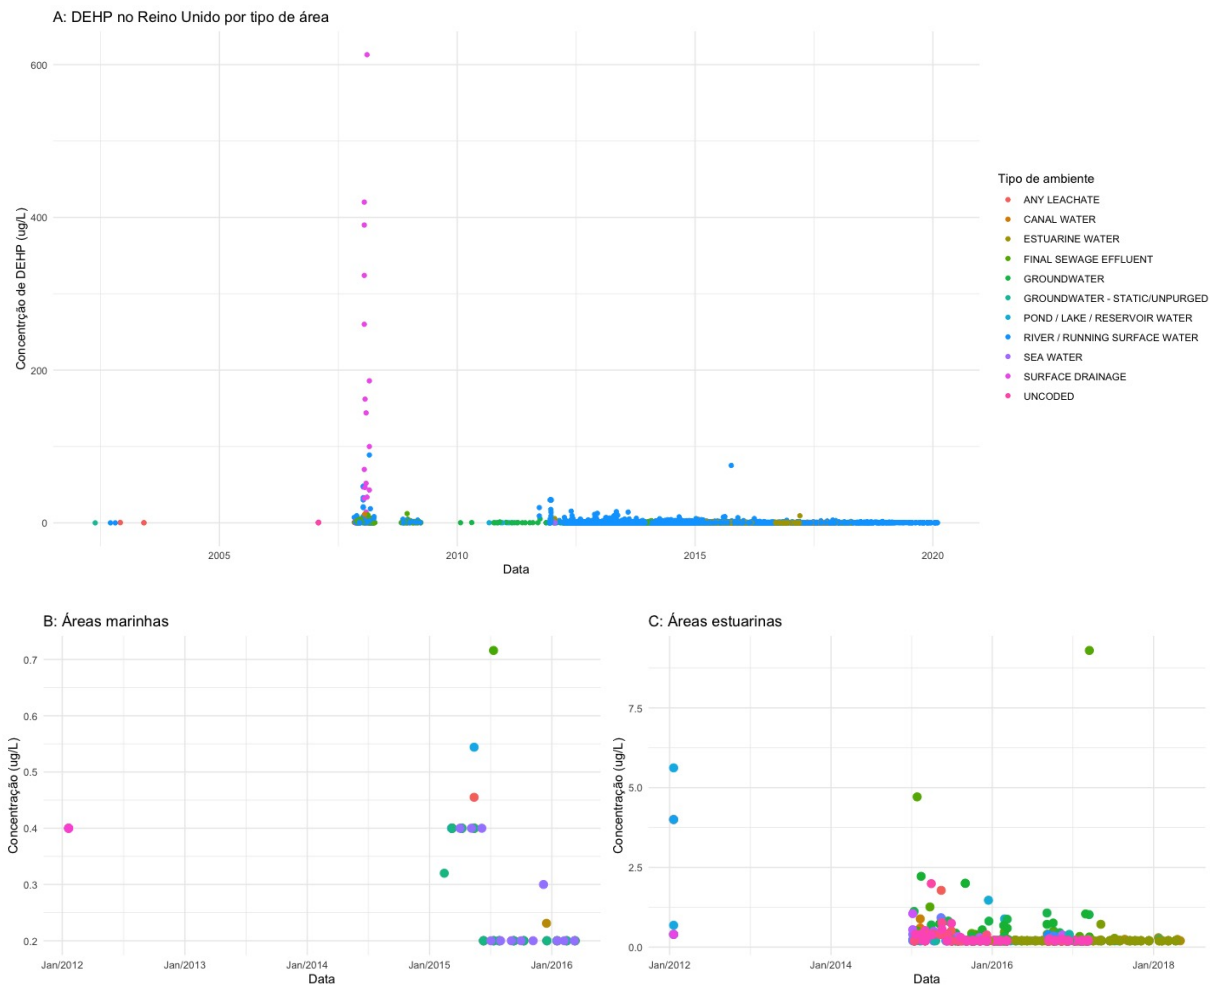 A: DEHP no Reino Unido por tipo de área
600
400
200
0
Concentrção de DEHP (ug/L)
2005
2010
2015
2020
Data
Tipo de ambiente
ANY LEACHATE
CANAL WATER
ESTUARINE WATER
FINAL SEWAGE EFFLUENT
GROUNDWATER
GROUNDWATER - STATIC/UNPURGED
POND / LAKE / RESERVOIR WATER
RIVER / RUNNING SURFACE WATER
SEA WATER
SURFACE DRAINAGE
UNCODED
B: Áreas marinhas
0.7
0.6
0.5
0.4
0.3
0.2
Concentração (ug/L)
Jan/2012
Jan/2013
Jan/2014
Jan/2015
Jan/2016
Data
C: Áreas estuarinas
7.5
5.0
2.5
0.0
Concentração (ug/L)
Jan/2012
Jan/2014
Jan/2016
Jan/2018
Data